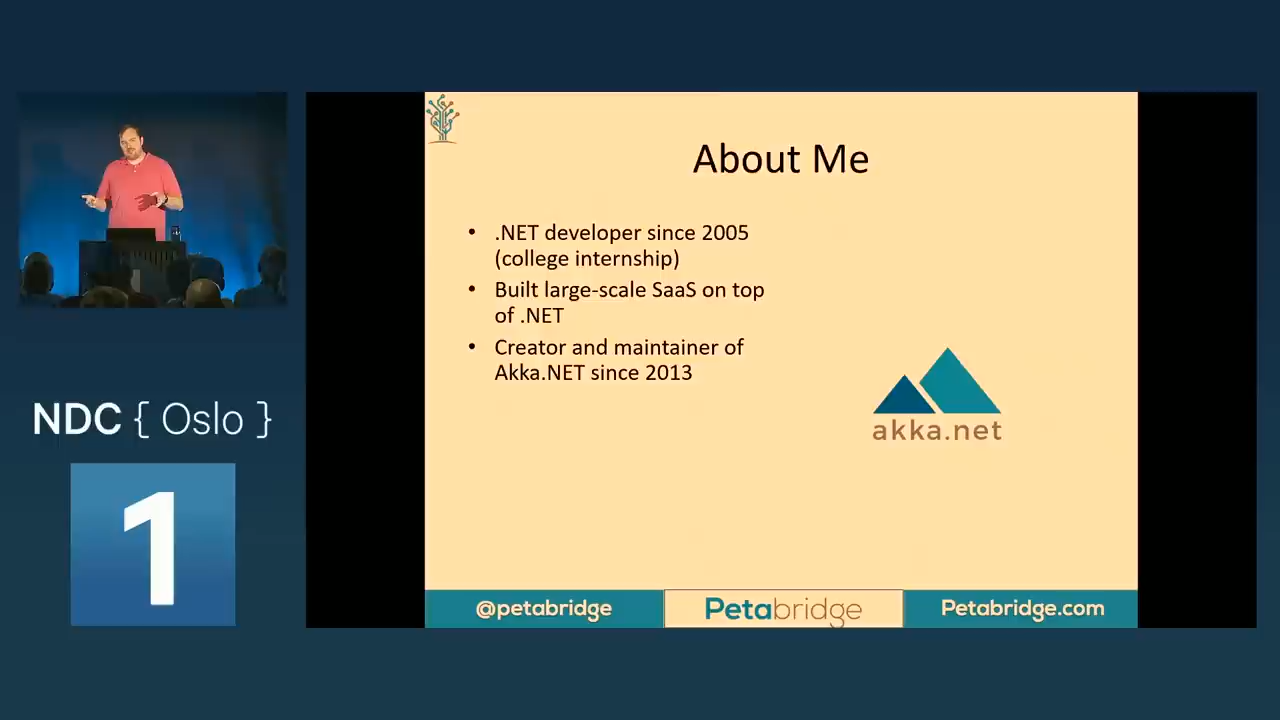 About Me
• .NET developer since 2005
(college internship)
• Built large-scale SaaS on top
of .NET
• Creator and maintainer of
Akka.NET since 2013
akka.net
NDC { Oslo }
1
@petabridge
Petabridge
Petabridge.com